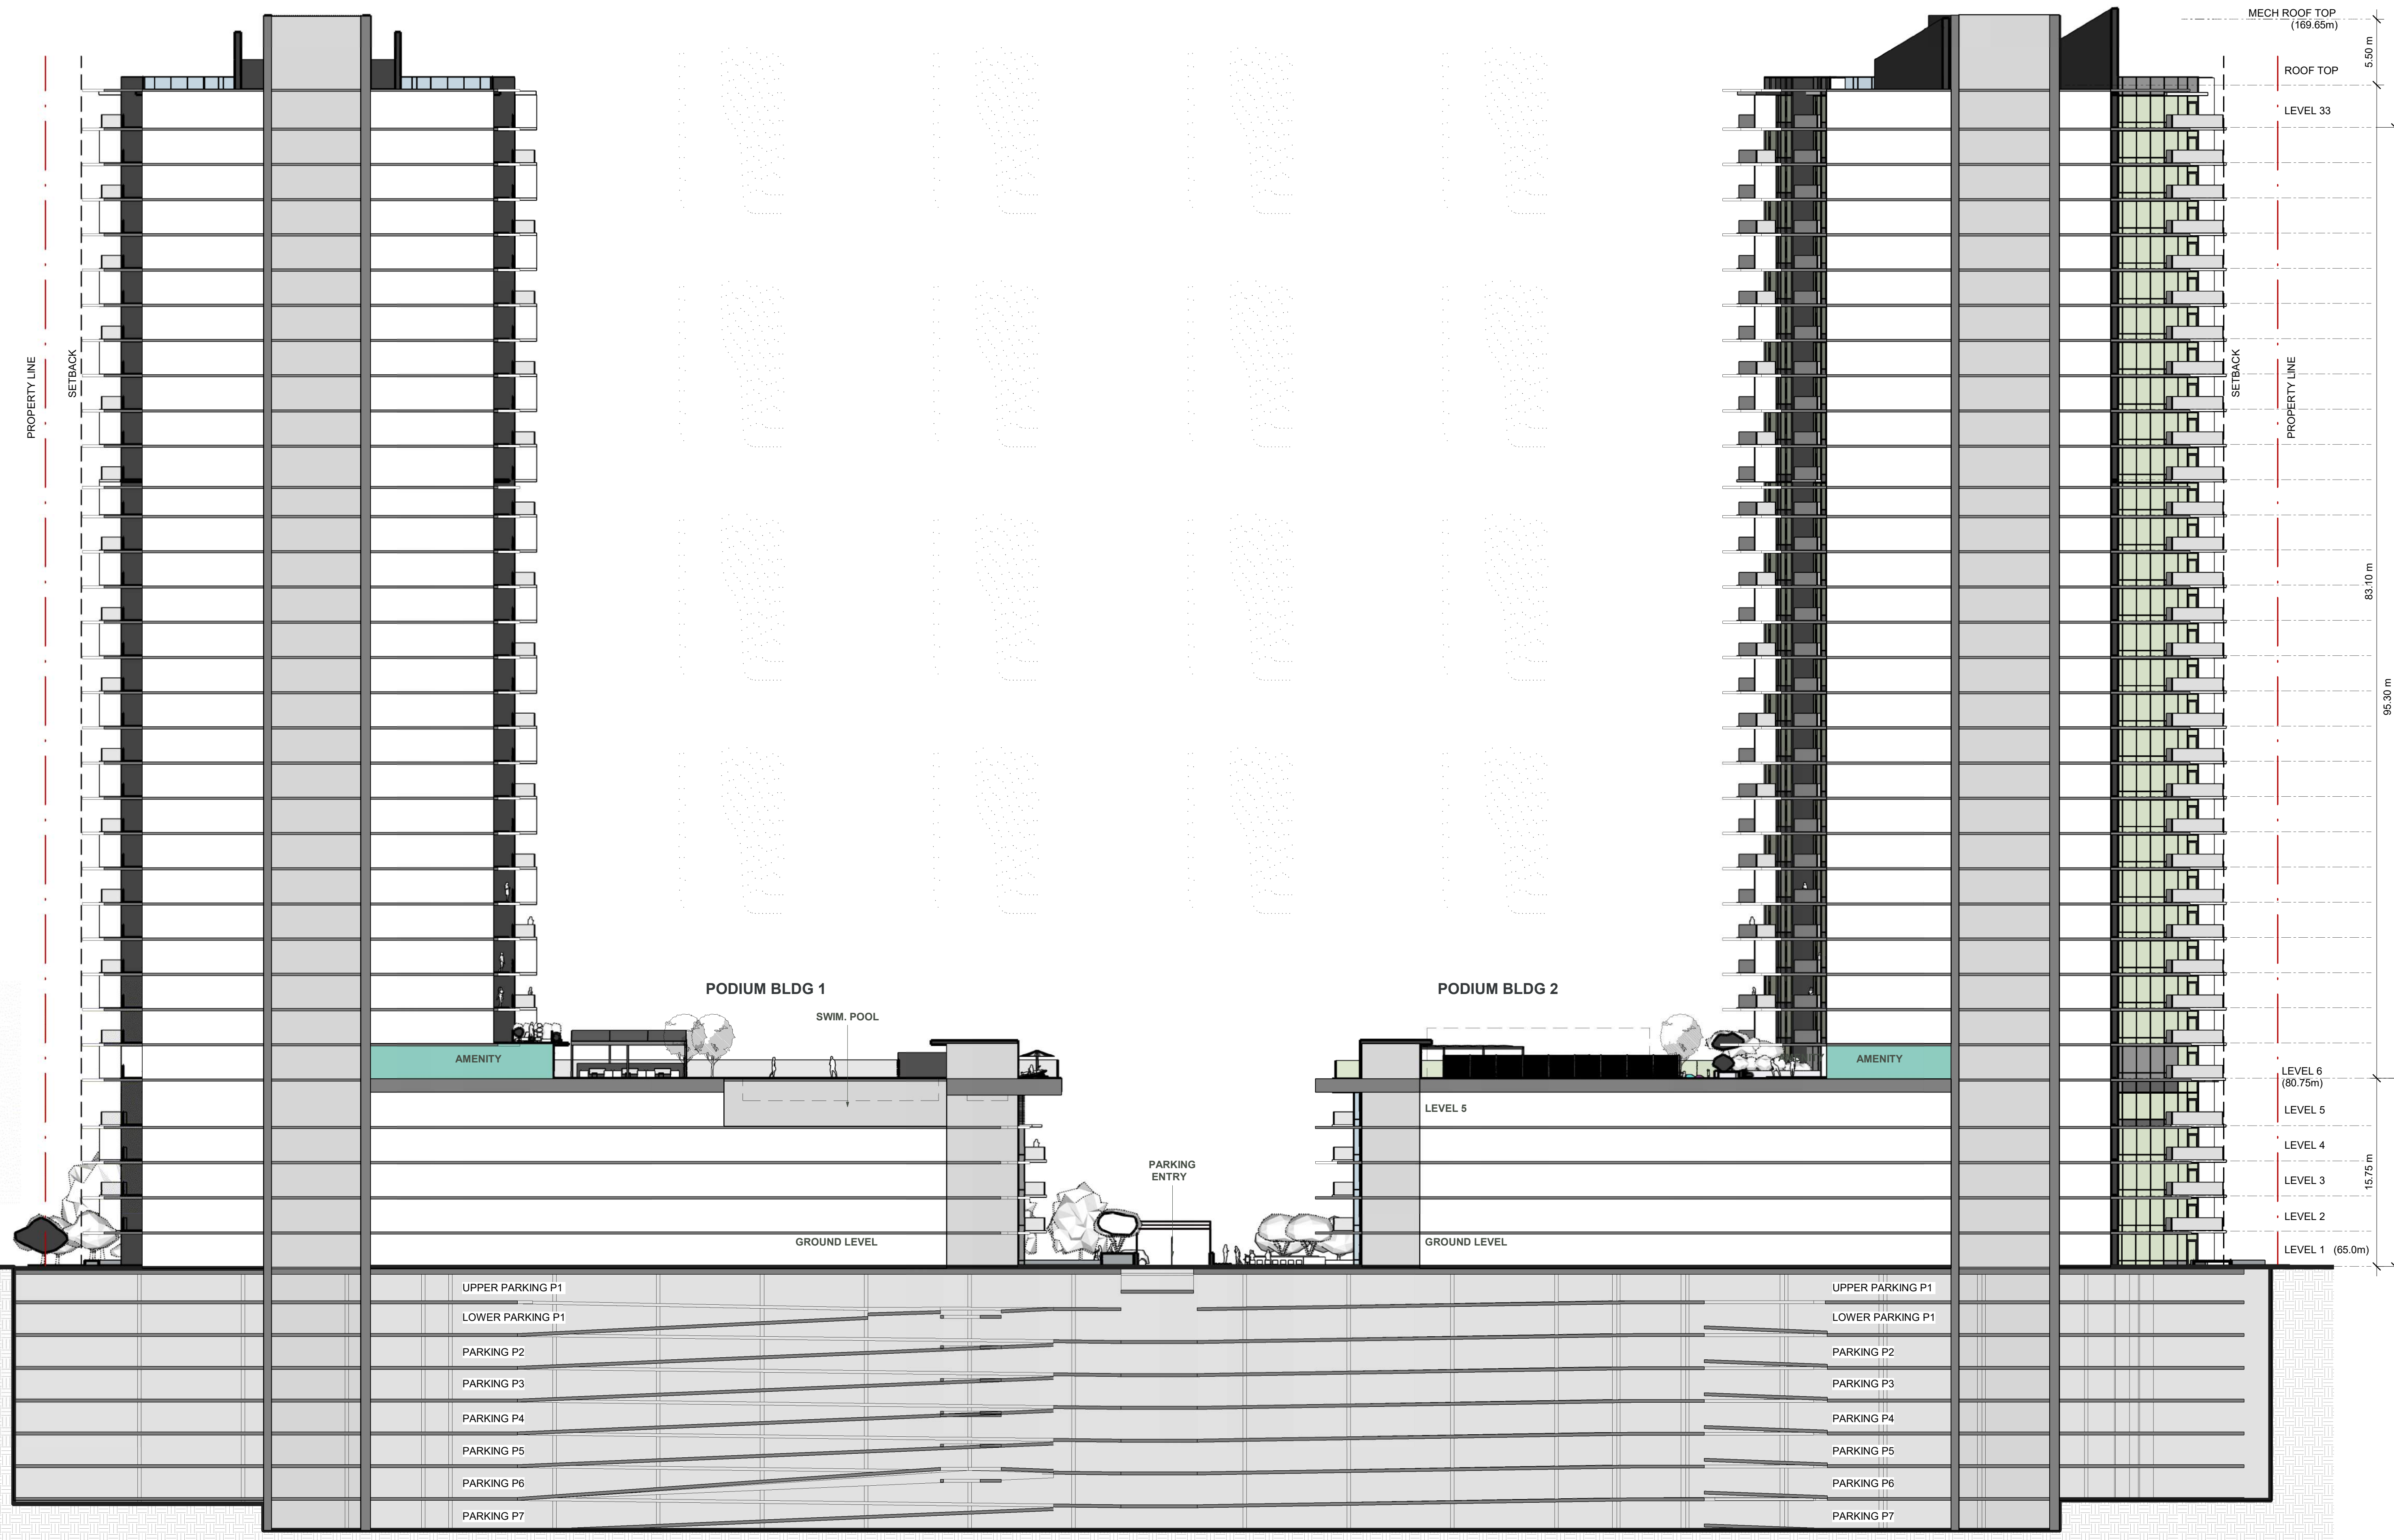 MECH ROOF TOP
(169.65m)
5.50 m
ROOF TOP
LEVEL 33
PROPERTY LINE
SETBACK
SETBACK
PROPERTY LINE
83.10 m
95.30 m
PODIUM BLDG 1
PODIUM BLDG 2
SWIM. POOL
AMENITY
AMENITY
LEVEL 6
(80.75m)
LEVEL 5
LEVEL 5
LEVEL 4
PARKING
ENTRY
15.75 m
LEVEL 3
LEVEL 2
GROUND LEVEL
GROUND LEVEL
LEVEL 1 (65.0m)
UPPER PARKING P1
UPPER PARKING P1
LOWER PARKING P1
LOWER PARKING P1
PARKING P2
PARKING P2
PARKING P3
PARKING P3
PARKING P4
PARKING P4
PARKING P5
PARKING P5
PARKING P6
PARKING P6
PARKING P7
PARKING P7